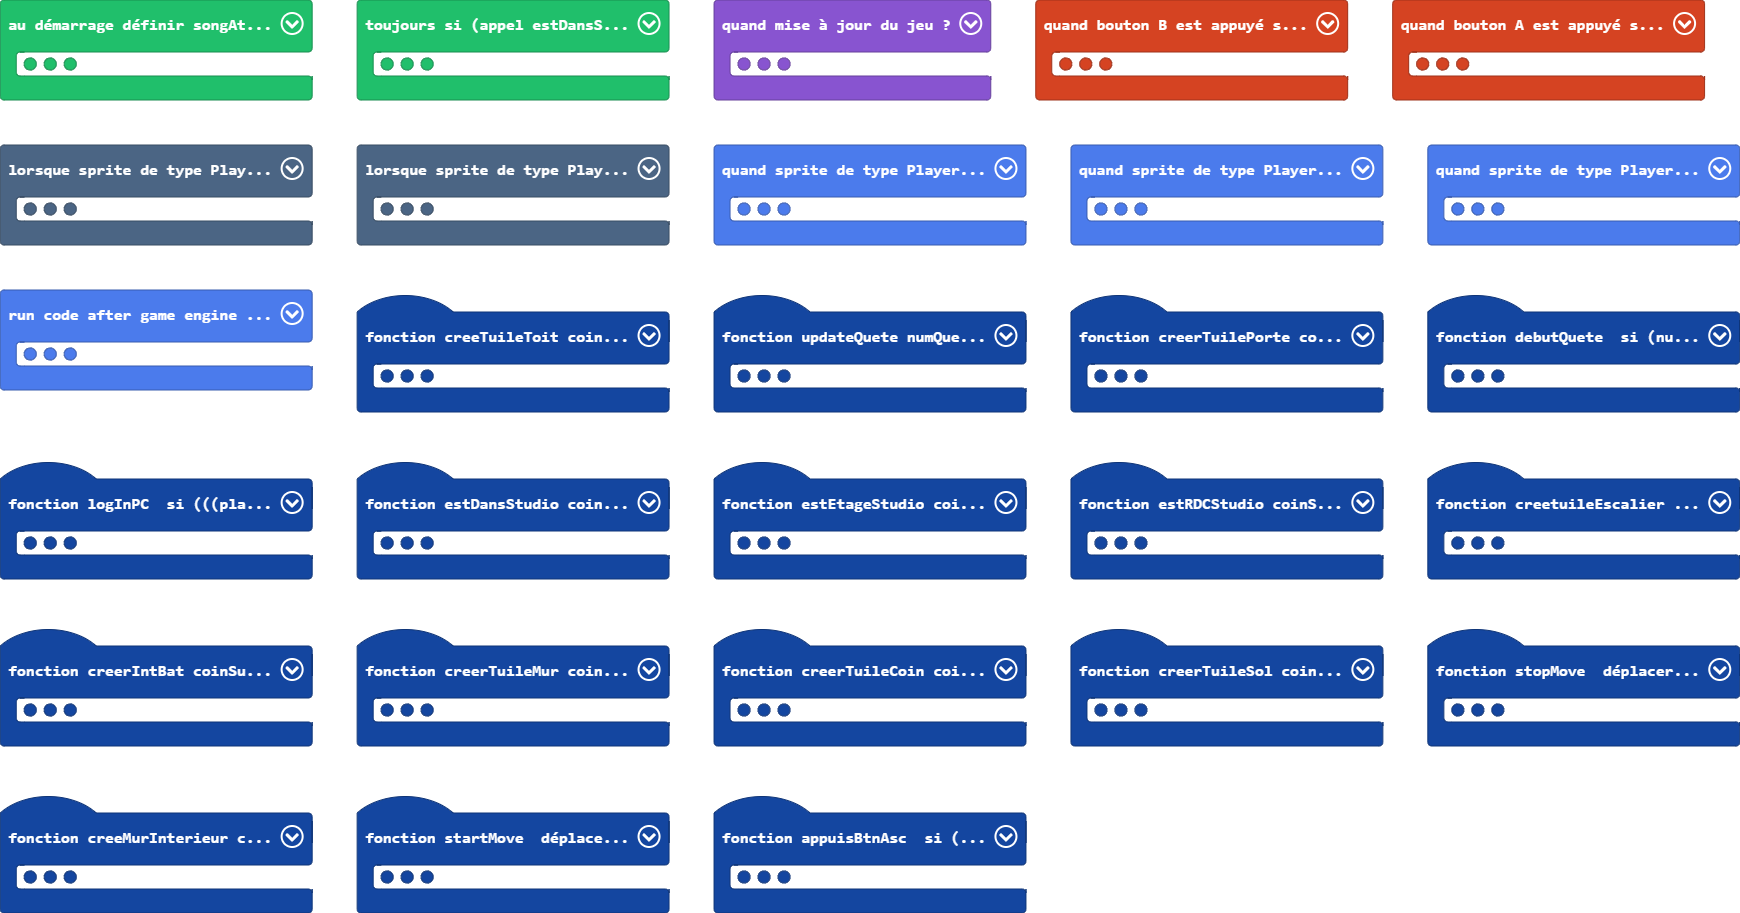 au démarrage définir songAt...
toujours si (appel estDansS...
quand mise à jour du jeu ?
quand bouton B est appuyé s...
quand bouton A est appuyé s...
lorsque sprite de type Play...
lorsque sprite de type Play...
quand sprite de type Player...
quand sprite de type Player...
quand sprite de type Player...
run code after game engine ...
fonction creeTuileToit coin...
fonction updateQuete numQue...
fonction creerTuilePorte co...
fonction debutQuete  si (nu...
fonction logInPC  si (((pla...
fonction estDansStudio coin...
fonction estEtageStudio coi...
fonction estRDCStudio coinS...
fonction creetuileEscalier ...
fonction creerIntBat coinSu...
fonction creerTuileMur coin...
fonction creerTuileCoin coi...
fonction creerTuileSol coin...
fonction stopMove  déplacer...
fonction creeMurInterieur c...
fonction startMove  déplace...
fonction appuisBtnAsc  si (...